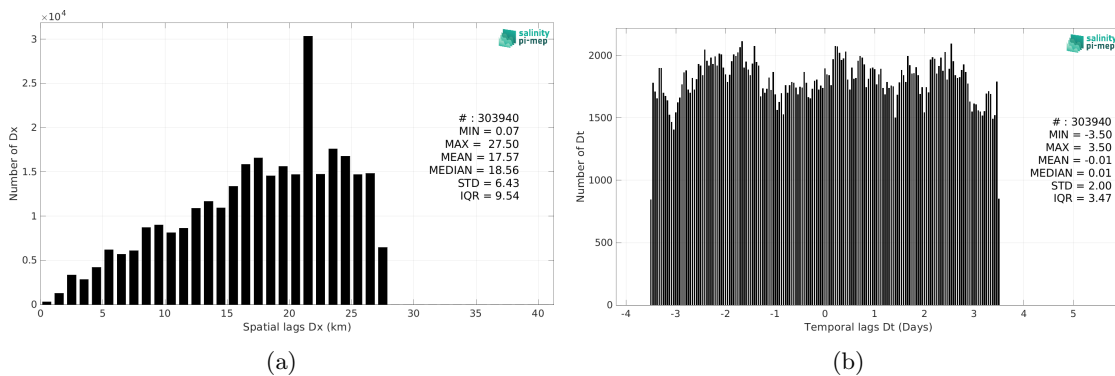 ×10⁴
3
2.5
2
1.5
1
0.5
0
Number of Dx
salinity
pi-mep
# : 303940
MIN = 0.07
MAX = 27.50
MEAN = 17.57
MEDIAN = 18.56
STD = 6.43
IQR = 9.54
0 5 10 15 20 25 30 35 40
Spatial lags Dx (km)
(a)
2000
1500
1000
500
0
Number of Dt
salinity
pi-mep
# : 303940
MIN = -3.50
MAX = 3.50
MEAN = -0.01
MEDIAN = 0.01
STD = 2.00
IQR = 3.47
-4 -3 -2 -1 0 1 2 3 4 5
Temporal lags Dt (Days)
(b)